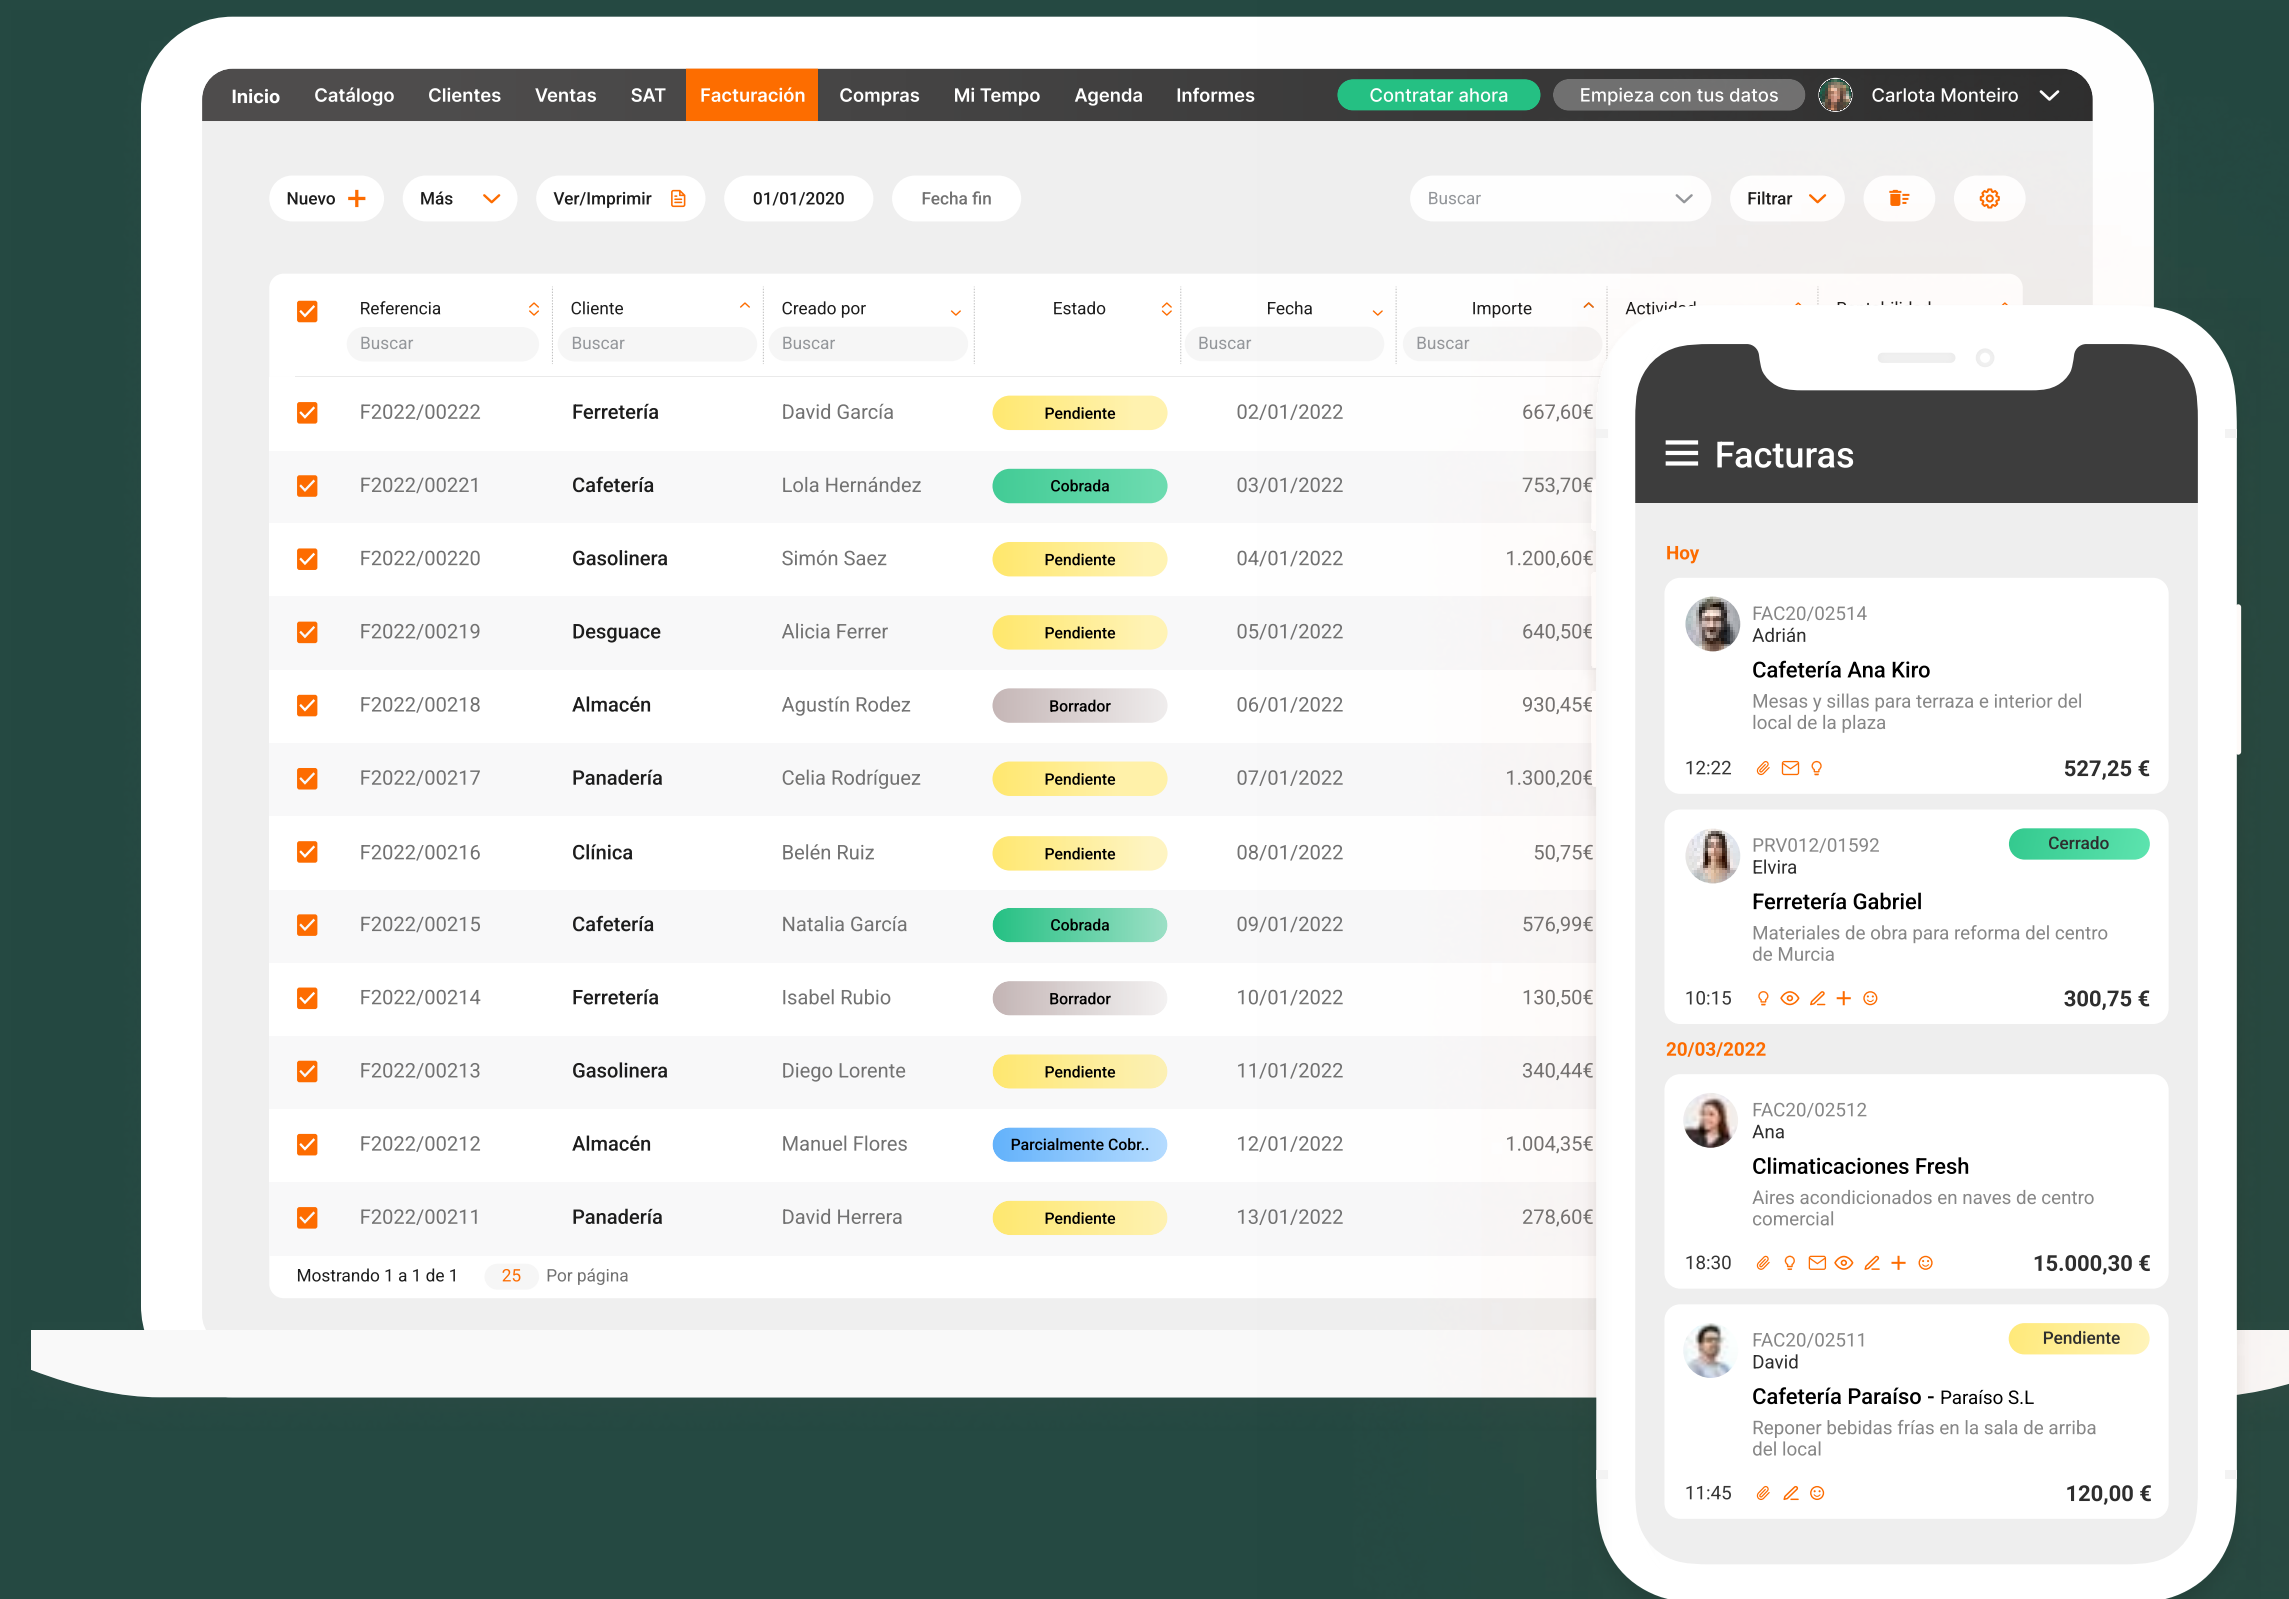 Inicio Catálogo Clientes Ventas SAT Facturación Compras Mi Tempo Agenda Informes Contratar ahora Empieza con tus datos Carlota Monteiro
Nuevo Más Ver/Imprimir 01/01/2020 Fecha fin Buscar Filtrar
Referencia Cliente Creado por Estado Fecha Importe
Buscar Buscar Buscar Buscar Buscar
F2022/00222 Ferretería David García Pendiente 02/01/2022 667,60€
F2022/00221 Cafetería Lola Hernández Cobrada 03/01/2022 753,70€
F2022/00220 Gasolinera Simón Saez Pendiente 04/01/2022 1.200,60€
F2022/00219 Desguace Alicia Ferrer Pendiente 05/01/2022 640,50€
F2022/00218 Almacén Agustín Rodez Borrador 06/01/2022 930,45€
F2022/00217 Panadería Celia Rodríguez Pendiente 07/01/2022 1.300,20€
F2022/00216 Clínica Belén Ruiz Pendiente 08/01/2022 50,75€
F2022/00215 Cafetería Natalia García Cobrada 09/01/2022 576,99€
F2022/00214 Ferretería Isabel Rubio Borrador 10/01/2022 130,50€
F2022/00213 Gasolinera Diego Lorente Pendiente 11/01/2022 340,44€
F2022/00212 Almacén Manuel Flores Parcialmente Cobr.. 12/01/2022 1.004,35€
F2022/00211 Panadería David Herrera Pendiente 13/01/2022 278,60€
Mostrando 1 a 1 de 1 25 Por página
Facturas
Hoy
FAC20/02514
Adrián
Cafetería Ana Kiro
Mesas y sillas para terraza e interior del
local de la plaza
12:22 527,25 €
PRV012/01592 Cerrado
Elvira
Ferretería Gabriel
Materiales de obra para reforma del centro
de Murcia
10:15 300,75 €
20/03/2022
FAC20/02512
Ana
Climaticaciones Fresh
Aires acondicionados en naves de centro
comercial
18:30 15.000,30 €
FAC20/02511 Pendiente
David
Cafetería Paraíso - Paraíso S.L
Reponer bebidas frías en la sala de arriba
del local
11:45 120,00 €